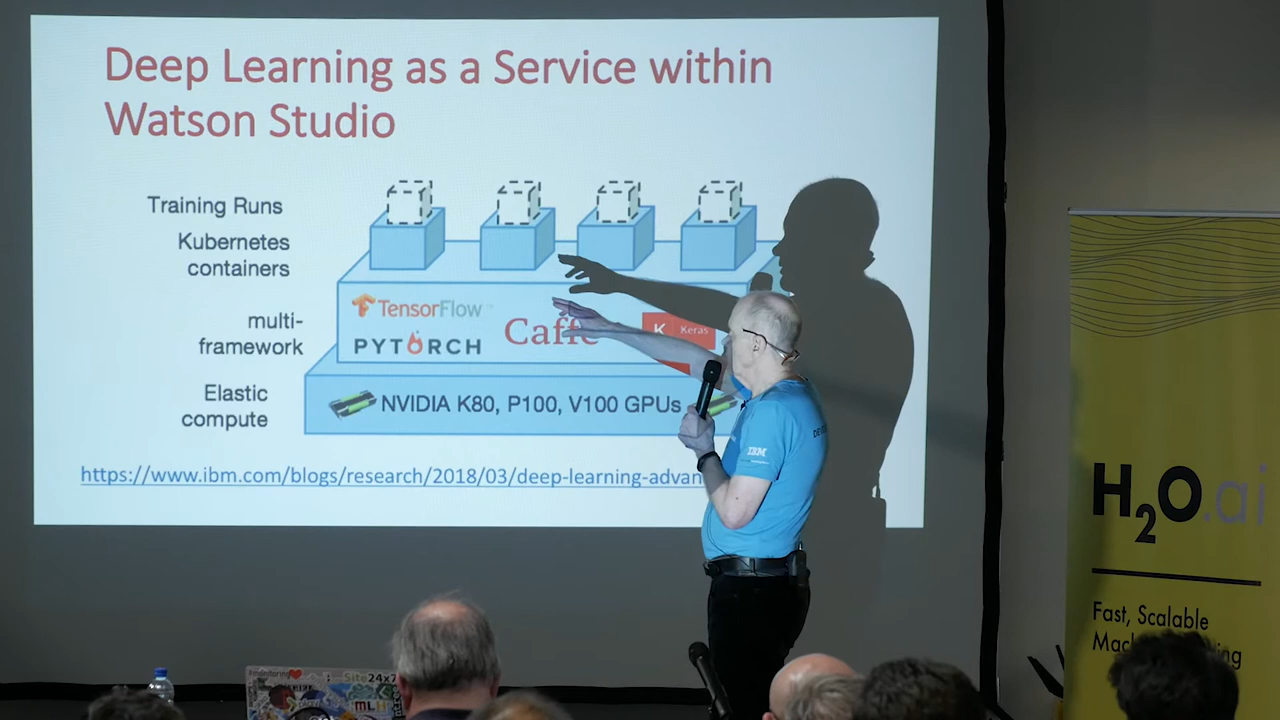 Deep Learning as a Service within
Watson Studio
Training Runs
Kubernetes
containers
multi-
framework
TensorFlow
PYTORCH
Caffe
K Keras
Elastic
compute
NVIDIA K80, P100, V100 GPUs
https://www.ibm.com/blogs/research/2018/03/deep-learning-advan
IBM
H2O.ai
Fast, Scalable
Site24x7
MLH